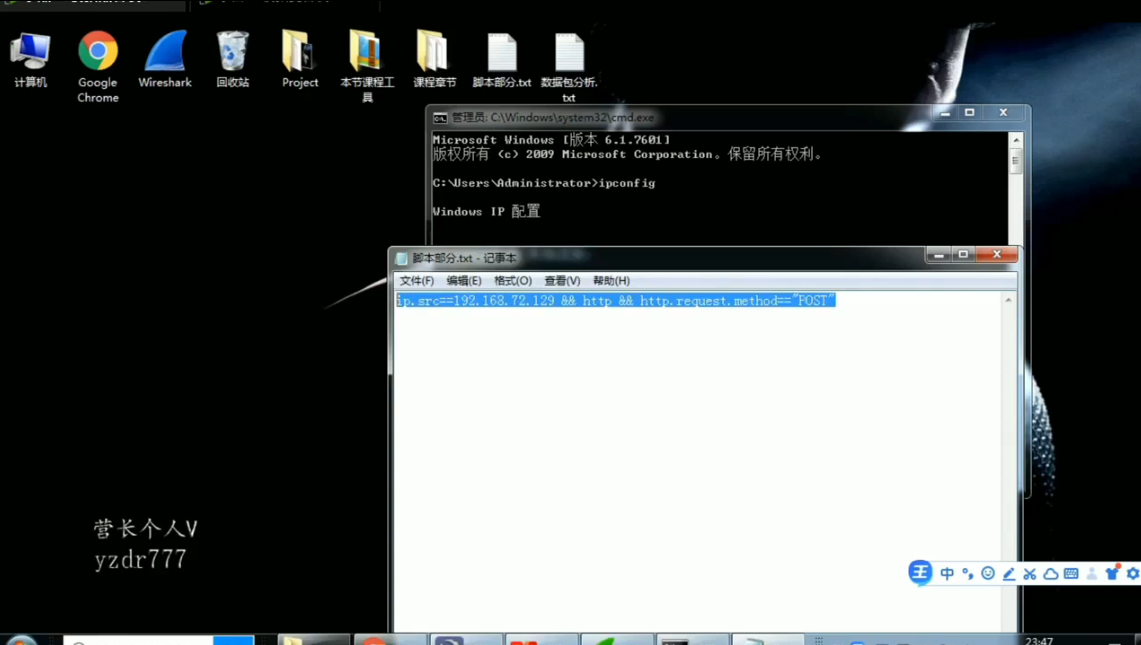 计算机
Google
Chrome
Wireshark
回收站
Project
本节课程工
具
课程章节
脚本部分.txt
数据包分析.
txt
管理员: C:\Windows\system32\cmd.exe
Microsoft Windows [版本 6.1.7601]
版权所有 (c) 2009 Microsoft Corporation。保留所有权利。
C:\Users\Administrator>ipconfig
Windows IP 配置
脚本部分.txt - 记事本
文件(F) 编辑(E) 格式(O) 查看(V) 帮助(H)
ip.src==192.168.72.129 && http && http.request.method=="POST"
营长个人V
yzdr777
王 中
23:47